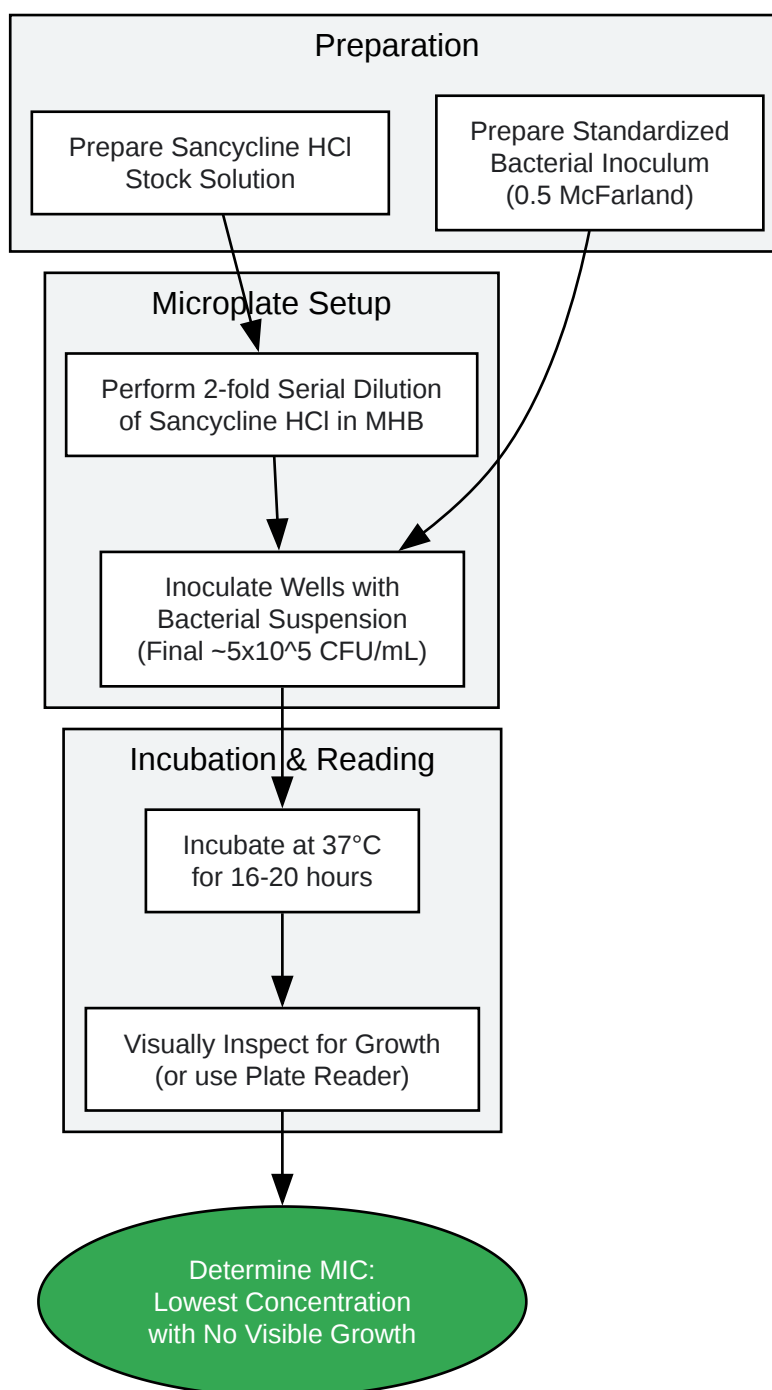 Preparation
Prepare Sancycline HCl
Stock Solution
Prepare Standardized
Bacterial Inoculum
(0.5 McFarland)
Microplate Setup
Perform 2-fold Serial Dilution
of Sancycline HCl in MHB
Inoculate Wells with
Bacterial Suspension
(Final ~5x10^5 CFU/mL)
Incubation & Reading
Incubate at 37°C
for 16-20 hours
Visually Inspect for Growth
(or use Plate Reader)
Determine MIC:
Lowest Concentration
with No Visible Growth